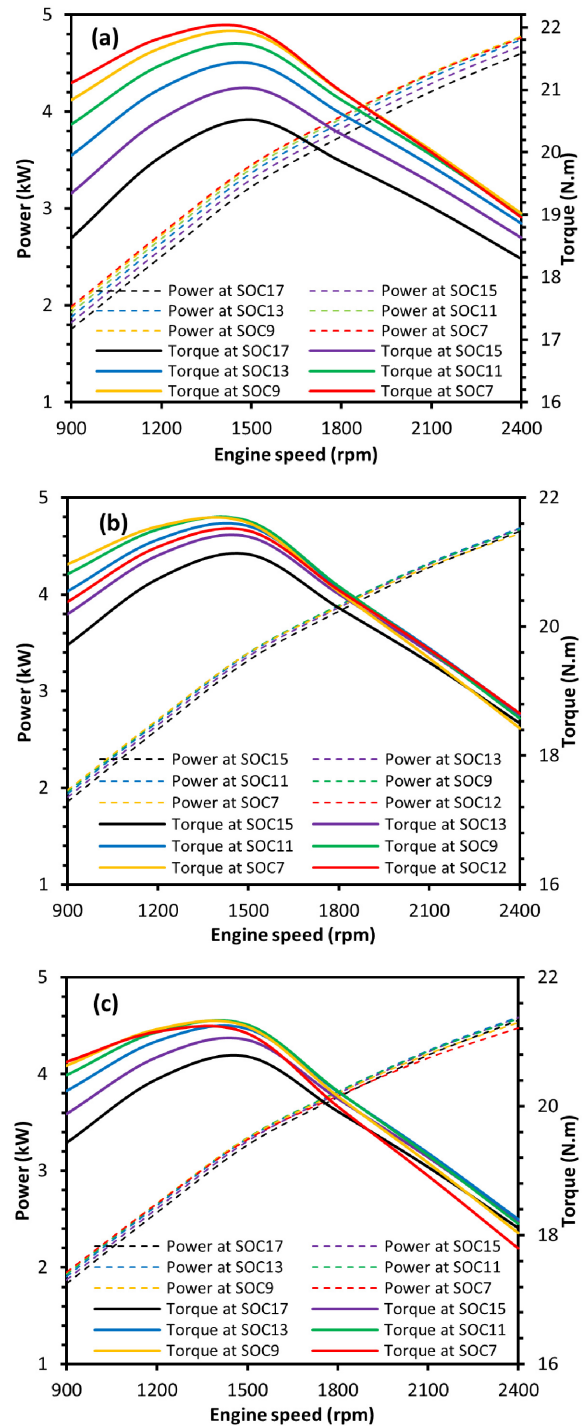 (a)
Power (kW)
5
4
3
2
1
Torque (N.m)
22
21
20
19
18
17
16
Power at SOC17 Power at SOC15
Power at SOC13 Power at SOC11
Power at SOC9 Power at SOC7
Torque at SOC17 Torque at SOC15
Torque at SOC13 Torque at SOC11
Torque at SOC9 Torque at SOC7
900 1200 1500 1800 2100 2400
Engine speed (rpm)
(b)
Power (kW)
5
4
3
2
1
Torque (N.m)
22
20
18
16
Power at SOC15 Power at SOC13
Power at SOC11 Power at SOC9
Power at SOC7 Power at SOC12
Torque at SOC15 Torque at SOC13
Torque at SOC11 Torque at SOC9
Torque at SOC7 Torque at SOC12
900 1200 1500 1800 2100 2400
Engine speed (rpm)
(c)
Power (kW)
5
4
3
2
1
Torque (N.m)
22
20
18
16
Power at SOC17 Power at SOC15
Power at SOC13 Power at SOC11
Power at SOC9 Power at SOC7
Torque at SOC17 Torque at SOC15
Torque at SOC13 Torque at SOC11
Torque at SOC9 Torque at SOC7
900 1200 1500 1800 2100 2400
Engine speed (rpm)